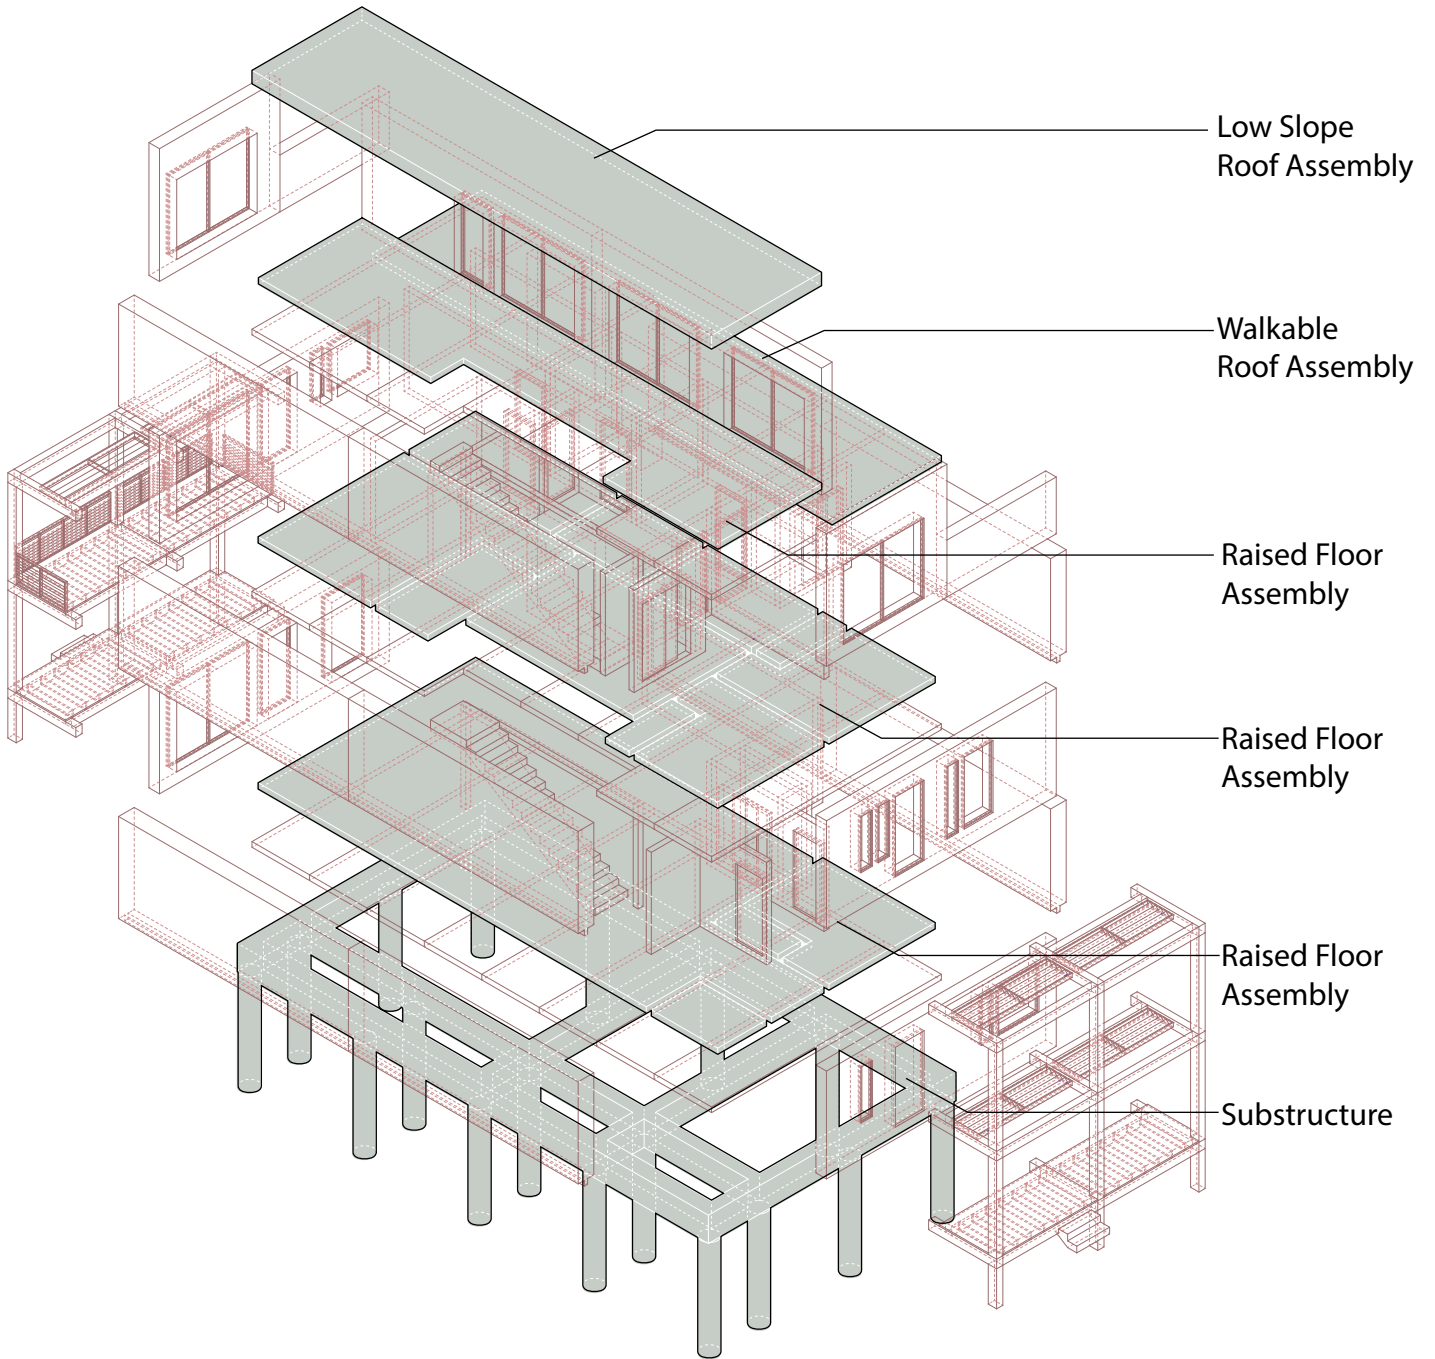 Low Slope
Roof Assembly
Walkable
Roof Assembly
Raised Floor
Assembly
Raised Floor
Assembly
Raised Floor
Assembly
Substructure